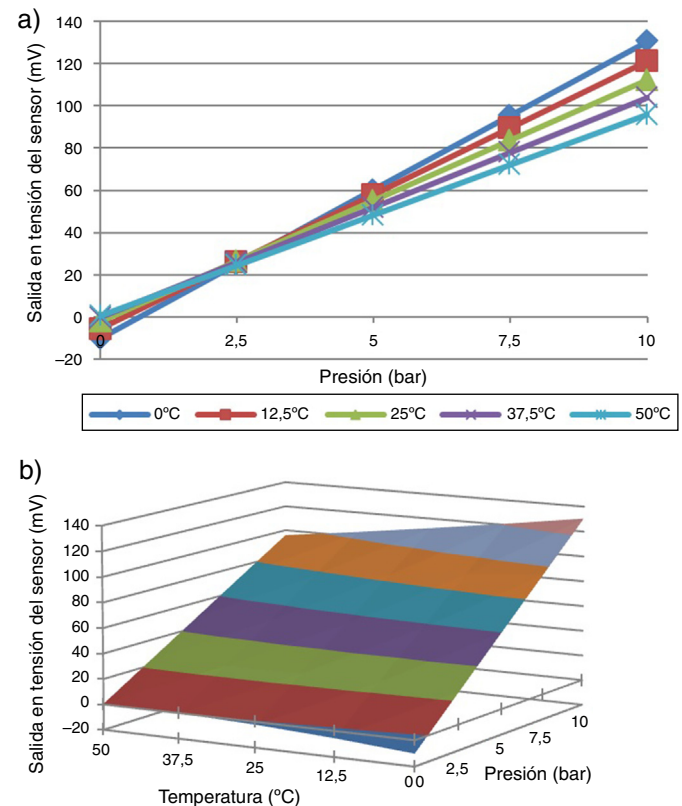 a)
140
120
100
80
60
40
20
0
–20
Salida en tensión del sensor (mV)
0 2,5 5 7,5 10
Presión (bar)
0ºC 12,5ºC 25ºC 37,5ºC 50ºC
b)
140
120
100
80
60
40
20
0
–20
Salida en tensión del sensor (mV)
50 37,5 25 12,5 0
Temperatura (ºC)
0 2,5 5 7,5 10
Presión (bar)